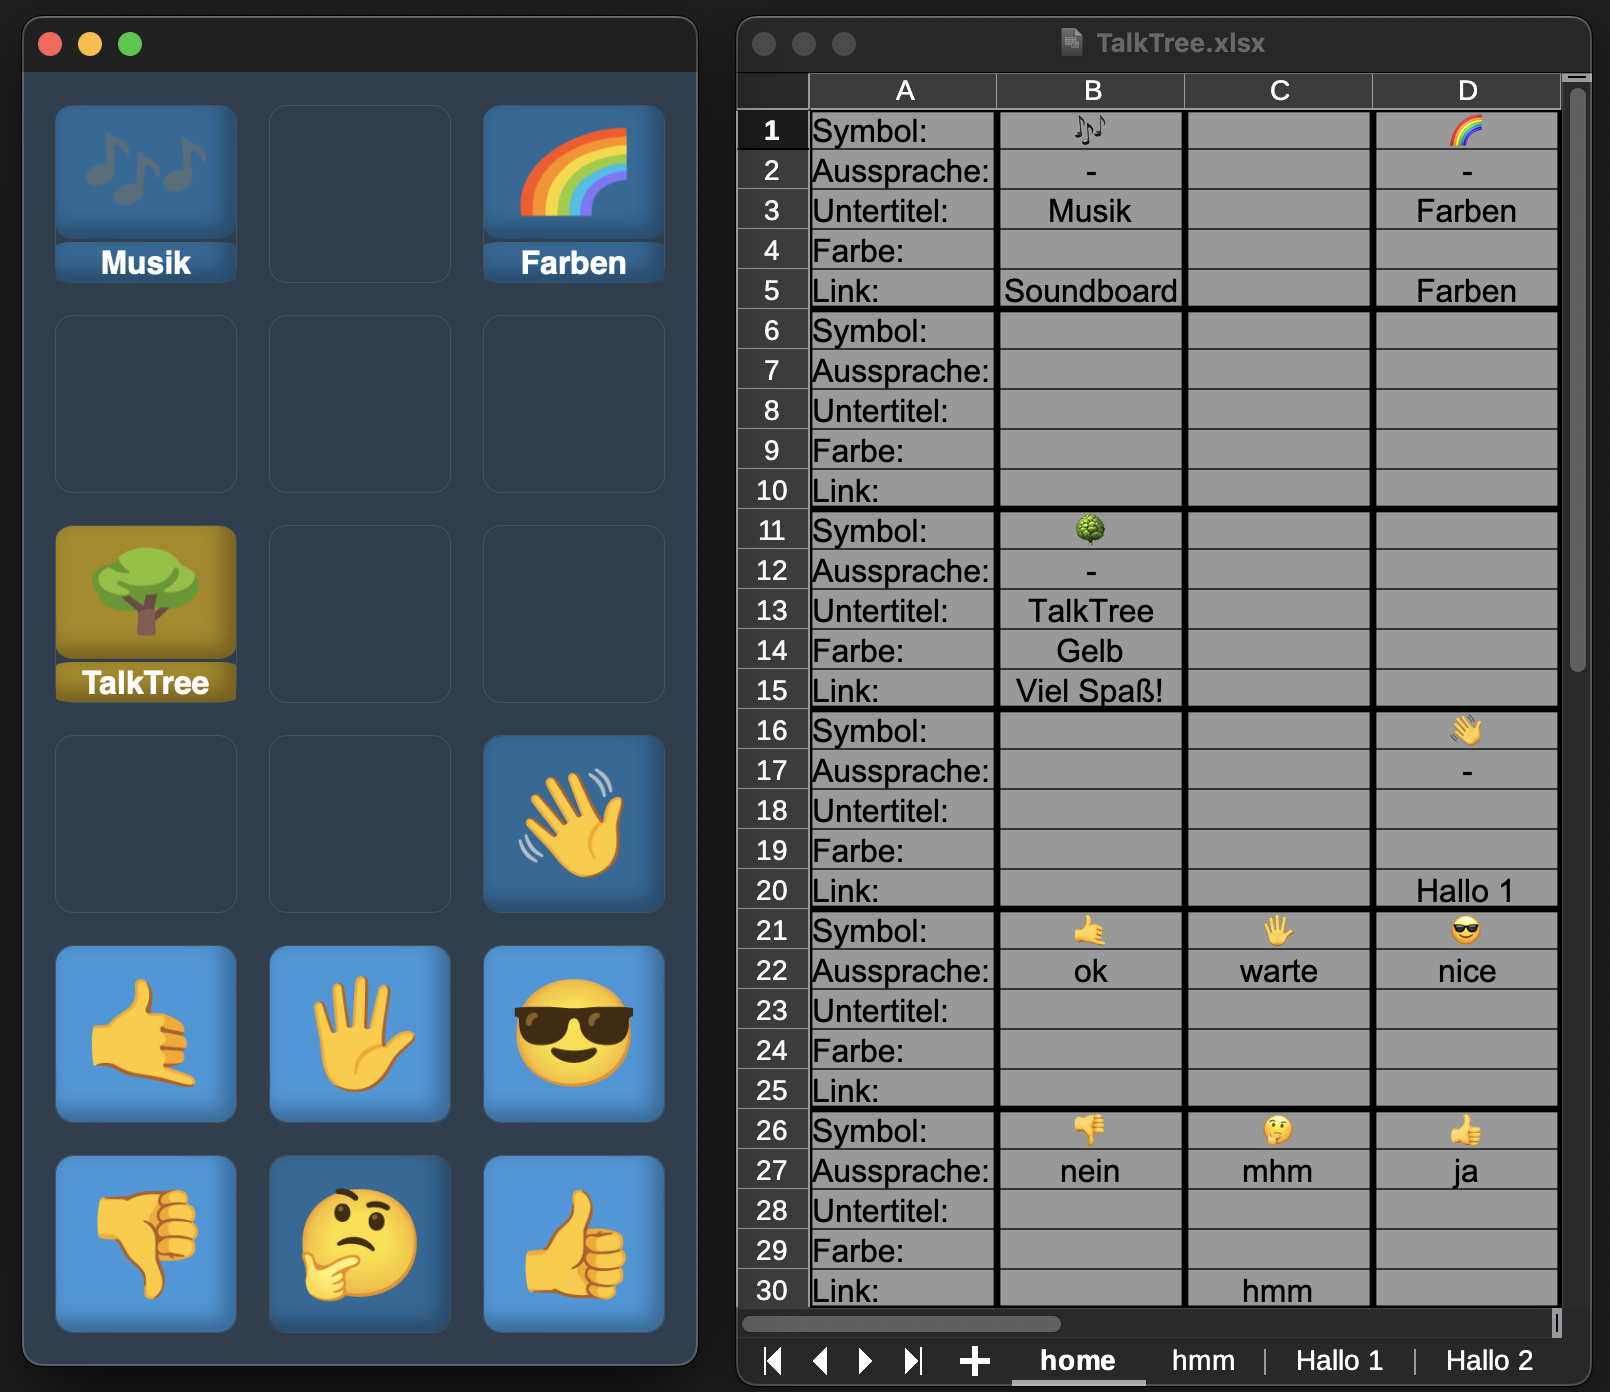 Musik
Farben
TalkTree
TalkTree.xlsx
A B C D
1 Symbol: 🎶 🌈
2 Aussprache: - -
3 Untertitel: Musik Farben
4 Farbe:
5 Link: Soundboard Farben
6 Symbol:
7 Aussprache:
8 Untertitel:
9 Farbe:
10 Link:
11 Symbol: 🌳
12 Aussprache: -
13 Untertitel: TalkTree
14 Farbe: Gelb
15 Link: Viel Spaß!
16 Symbol: 👋
17 Aussprache: -
18 Untertitel:
19 Farbe:
20 Link: Hallo 1
21 Symbol: 🤙 🖐 😎
22 Aussprache: ok warte nice
23 Untertitel:
24 Farbe:
25 Link:
26 Symbol: 👎 🤔 👍
27 Aussprache: nein mhm ja
28 Untertitel:
29 Farbe:
30 Link: hmm
home hmm | Hallo 1 | Hallo 2